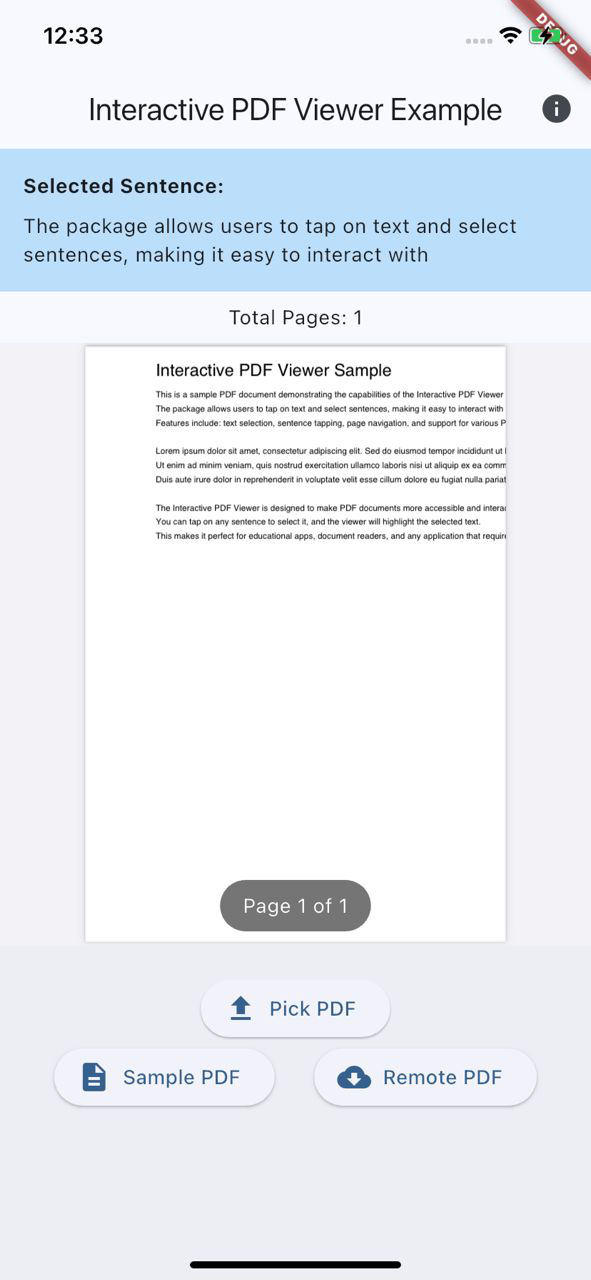 12:33
DEBUG
Interactive PDF Viewer Example
Selected Sentence:
The package allows users to tap on text and select
sentences, making it easy to interact with
Total Pages: 1
Interactive PDF Viewer Sample
This is a sample PDF document demonstrating the capabilities of the Interactive PDF Viewer
The package allows users to tap on text and select sentences, making it easy to interact with
Features include: text selection, sentence tapping, page navigation, and support for various P
Lorem ipsum dolor sit amet, consectetur adipiscing elit. Sed do eiusmod tempor incididunt ut l
Ut enim ad minim veniam, quis nostrud exercitation ullamco laboris nisi ut aliquip ex ea comm
Duis aute irure dolor in reprehenderit in voluptate velit esse cillum dolore eu fugiat nulla pariat
The Interactive PDF Viewer is designed to make PDF documents more accessible and interac
You can tap on any sentence to select it, and the viewer will highlight the selected text.
This makes it perfect for educational apps, document readers, and any application that require
Page 1 of 1
Pick PDF
Sample PDF
Remote PDF